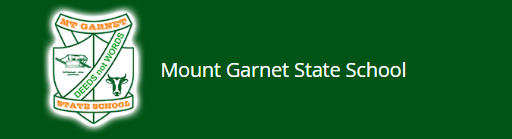 MT GARNET
DEEDS not WORDS
STATE SCHOOL
Mount Garnet State School